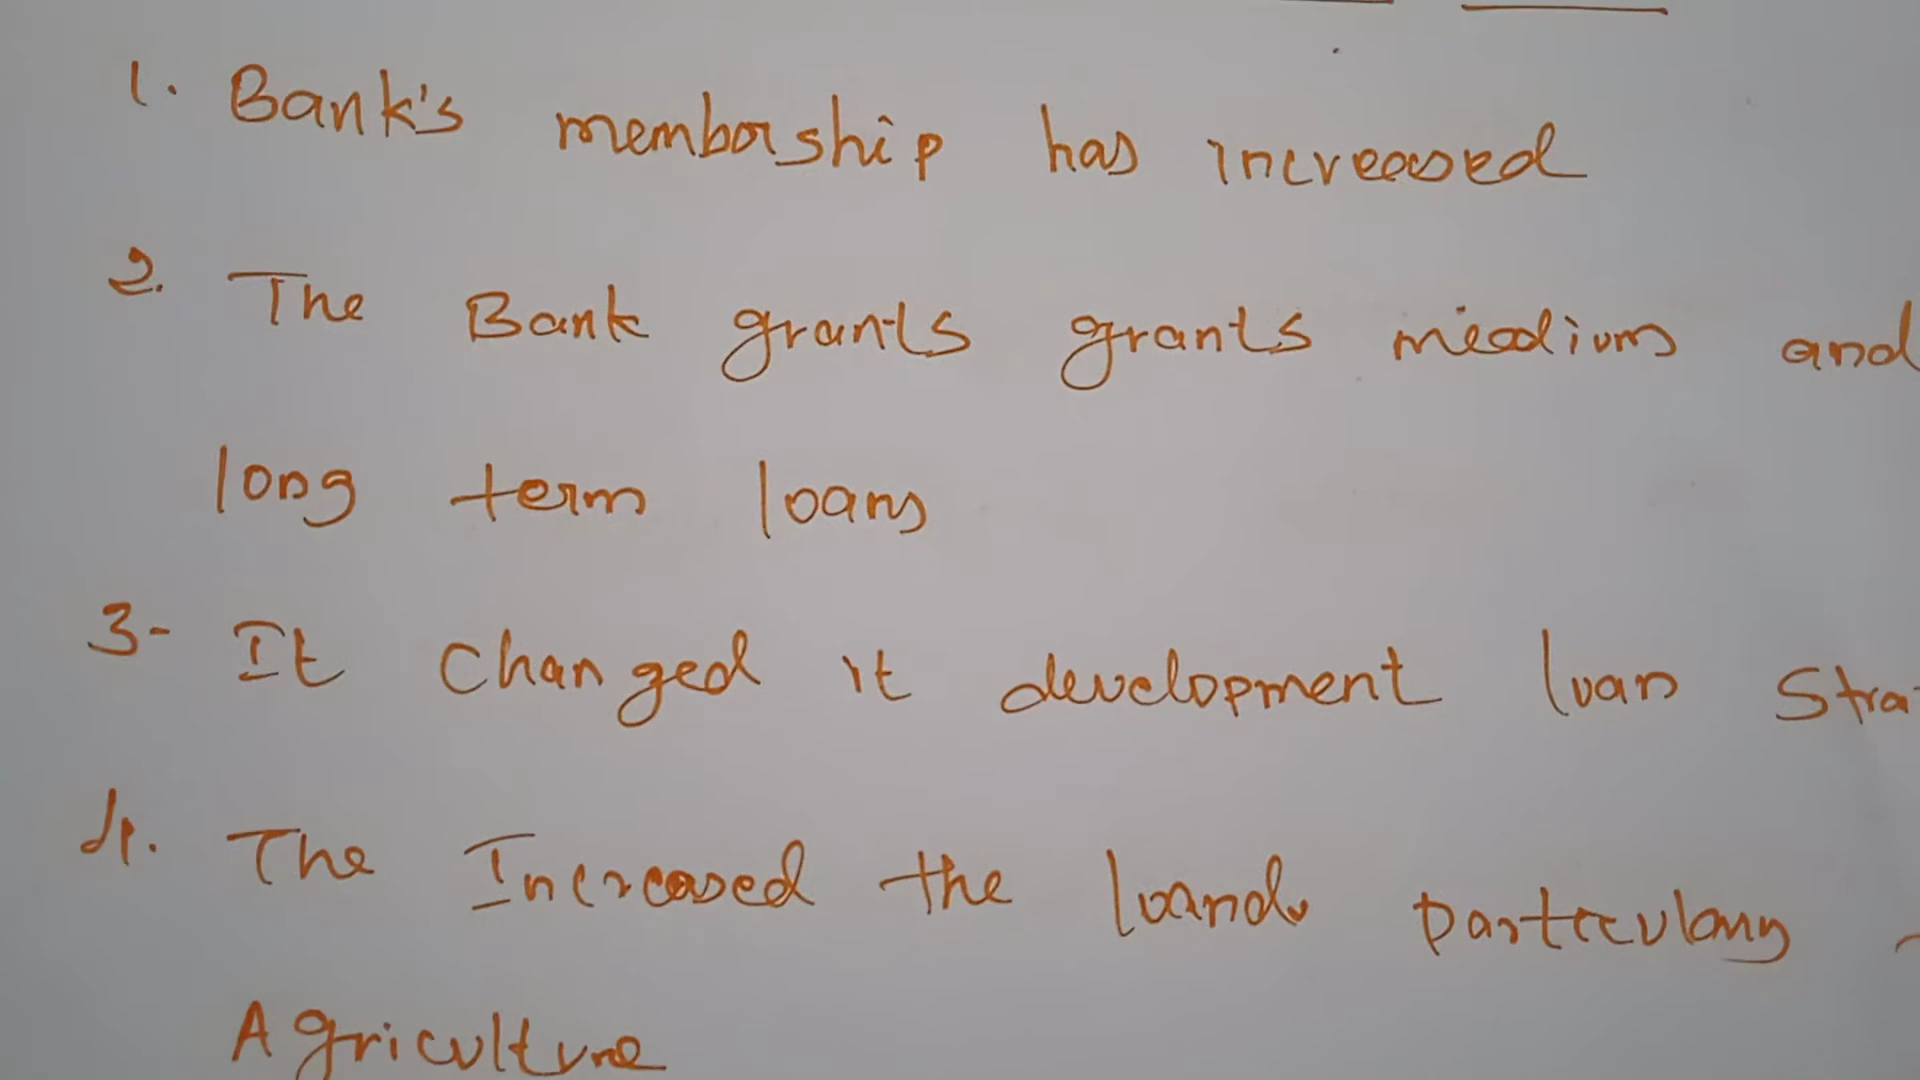 1. Bank's membership has increased
2. The Bank grants grants medium and
long term loans
3- It changed it development loan Stra
4. The Increased the loands particulary
Agriculture